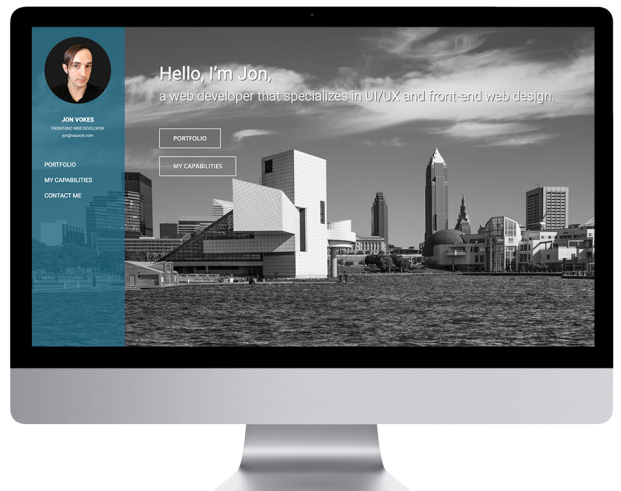 JON VOKES
FRONT-END WEB DEVELOPER
PORTFOLIO
MY CAPABILITIES
CONTACT ME
Hello, I'm Jon,
a web developer that specializes in UI/UX and front-end web design.
PORTFOLIO
MY CAPABILITIES